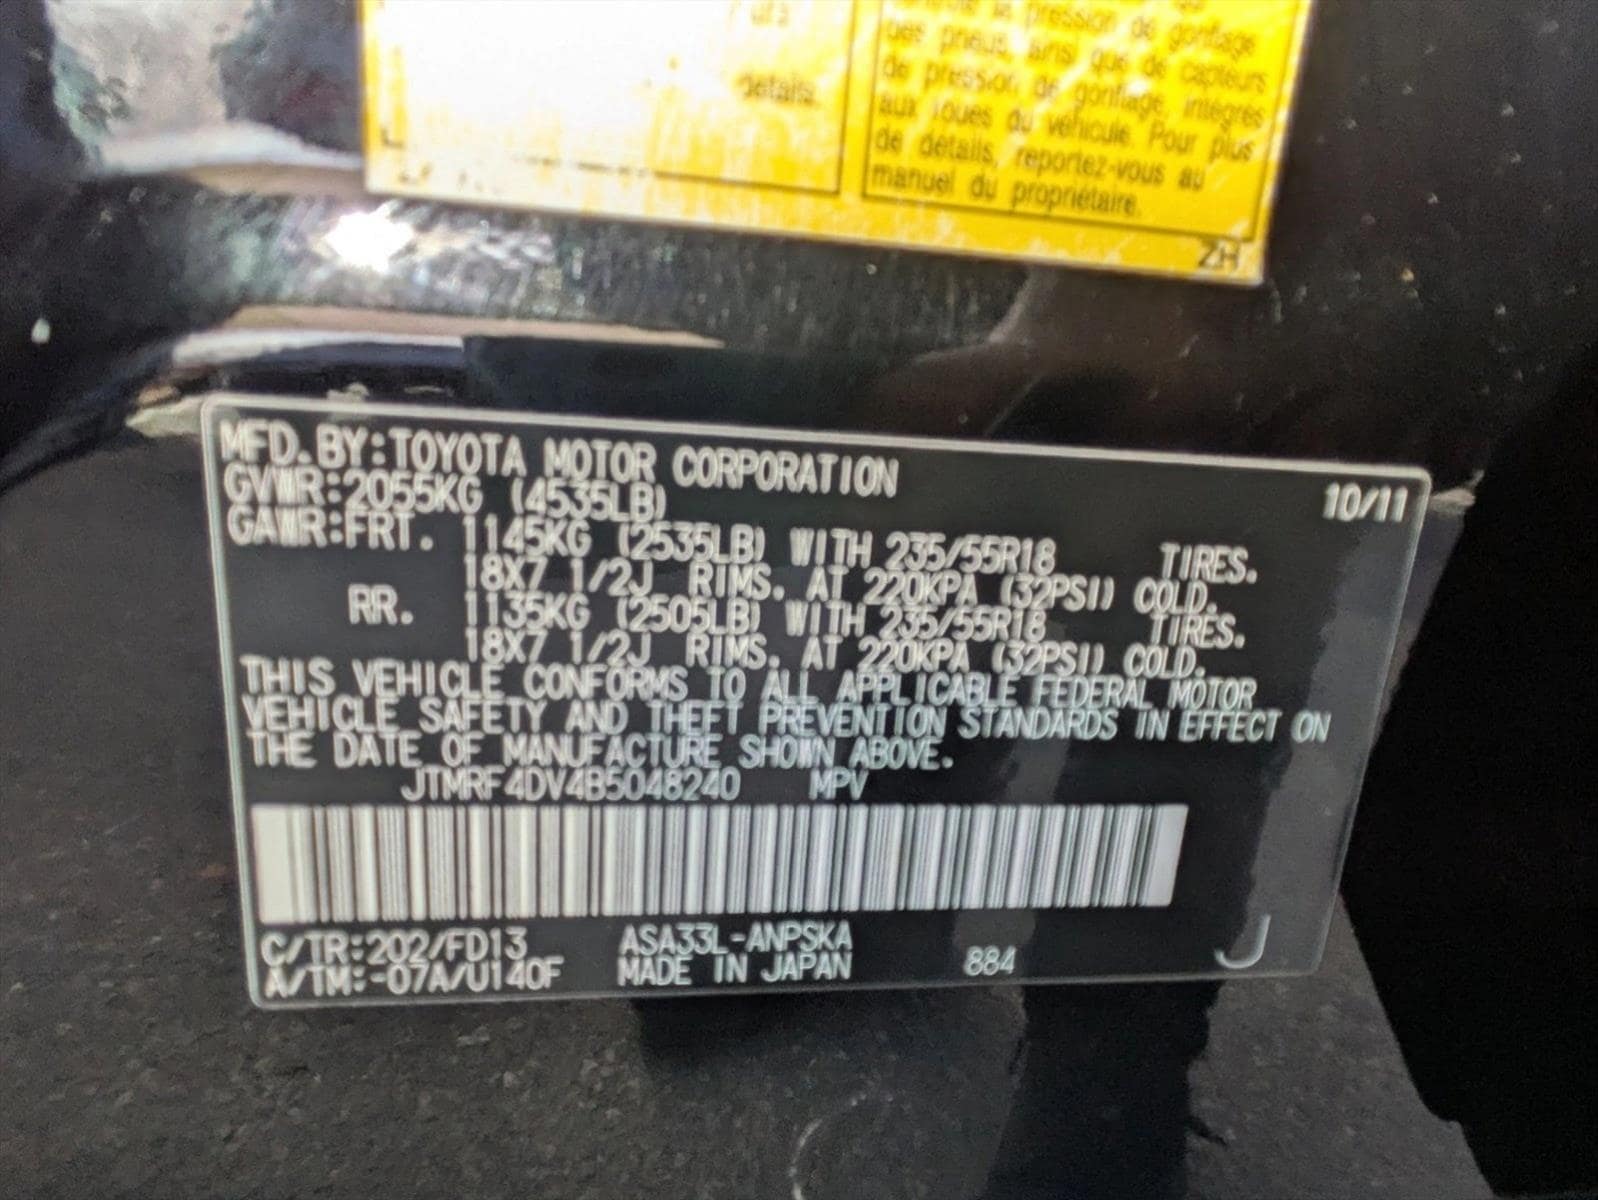 la pression de gonflage
des pneus, ainsi que de capteurs
details.
de pression de gonflage, intégrés
aux roues du véhicule. Pour plus
de détails, reportez-vous au
manuel du propriétaire.
ZH
MFD.BY:TOYOTA MOTOR CORPORATION 10/11
GVWR:2055KG (4535LB)
GAWR:FRT. 1145KG (2535LB) WITH 235/55R18 TIRES.
18X7 1/2J RIMS. AT 220KPA (32PSI) COLD.
RR. 1135KG (2505LB) WITH 235/55R18 TIRES.
18X7 1/2J RIMS. AT 220KPA (32PSI) COLD.
THIS VEHICLE CONFORMS TO ALL APPLICABLE FEDERAL MOTOR
VEHICLE SAFETY AND THEFT PREVENTION STANDARDS IN EFFECT ON
THE DATE OF MANUFACTURE SHOWN ABOVE.
JTMRF4DV4B5048240 MPV
C/TR:202/FD13 ASA33L-ANPSKA
A/TM:-07A/U140F MADE IN JAPAN 884 J